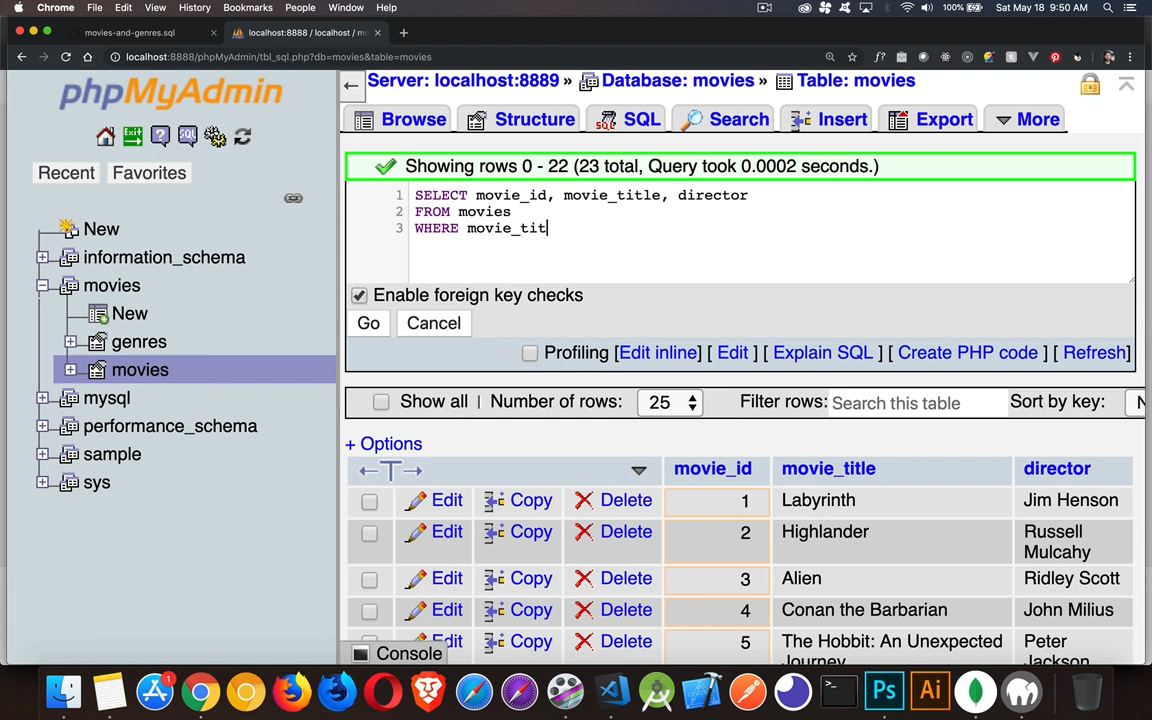 Chrome File Edit View History Bookmarks People Window Help 100% Sat May 18 9:50 AM
movies-and-genres.sql × localhost:8888 / localhost / mo × +
localhost:8888/phpMyAdmin/tbl_sql.php?db=movies&table=movies
phpMyAdmin
Recent Favorites
New
information_schema
movies
New
genres
movies
mysql
performance_schema
sample
sys
Server: localhost:8889 » Database: movies » Table: movies
Browse Structure SQL Search Insert Export More
Showing rows 0 - 22 (23 total, Query took 0.0002 seconds.)
1 SELECT movie_id, movie_title, director
2 FROM movies
3 WHERE movie_tit
Enable foreign key checks
Go Cancel
Profiling [Edit inline] [ Edit ] [ Explain SQL ] [ Create PHP code ] [ Refresh]
Show all | Number of rows: 25 Filter rows: Search this table Sort by key: N
+ Options
movie_id movie_title director
Edit Copy Delete 1 Labyrinth Jim Henson
Edit Copy Delete 2 Highlander Russell
Mulcahy
Edit Copy Delete 3 Alien Ridley Scott
Edit Copy Delete 4 Conan the Barbarian John Milius
Edit Copy Delete 5 The Hobbit: An Unexpected Peter
Journey Jackson
Console